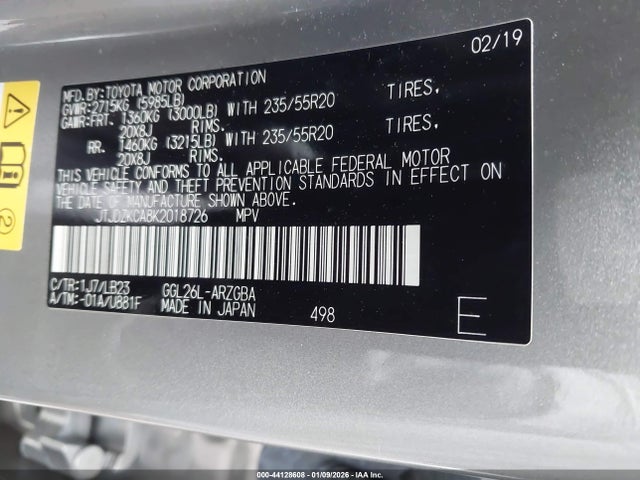 02/19
MFD.BY:TOYOTA MOTOR CORPORATION
GVWR:2715KG (5985LB)
GAWR:FRT. 1360KG (3000LB) WITH 235/55R20 TIRES,
20X8J RIMS.
RR. 1460KG (3215LB) WITH 235/55R20 TIRES,
20X8J RIMS.
THIS VEHICLE CONFORMS TO ALL APPLICABLE FEDERAL MOTOR
VEHICLE SAFETY AND THEFT PREVENTION STANDARDS IN EFFECT ON
THE DATE OF MANUFACTURE SHOWN ABOVE.
JTJDZKCA8K2018726 MPV
C/TR:1J7/LB23 GGL26L-ARZGBA
A/TM:-01A/U881F MADE IN JAPAN 498
E
000-44128608 - 01/09/2026 - IAA Inc.